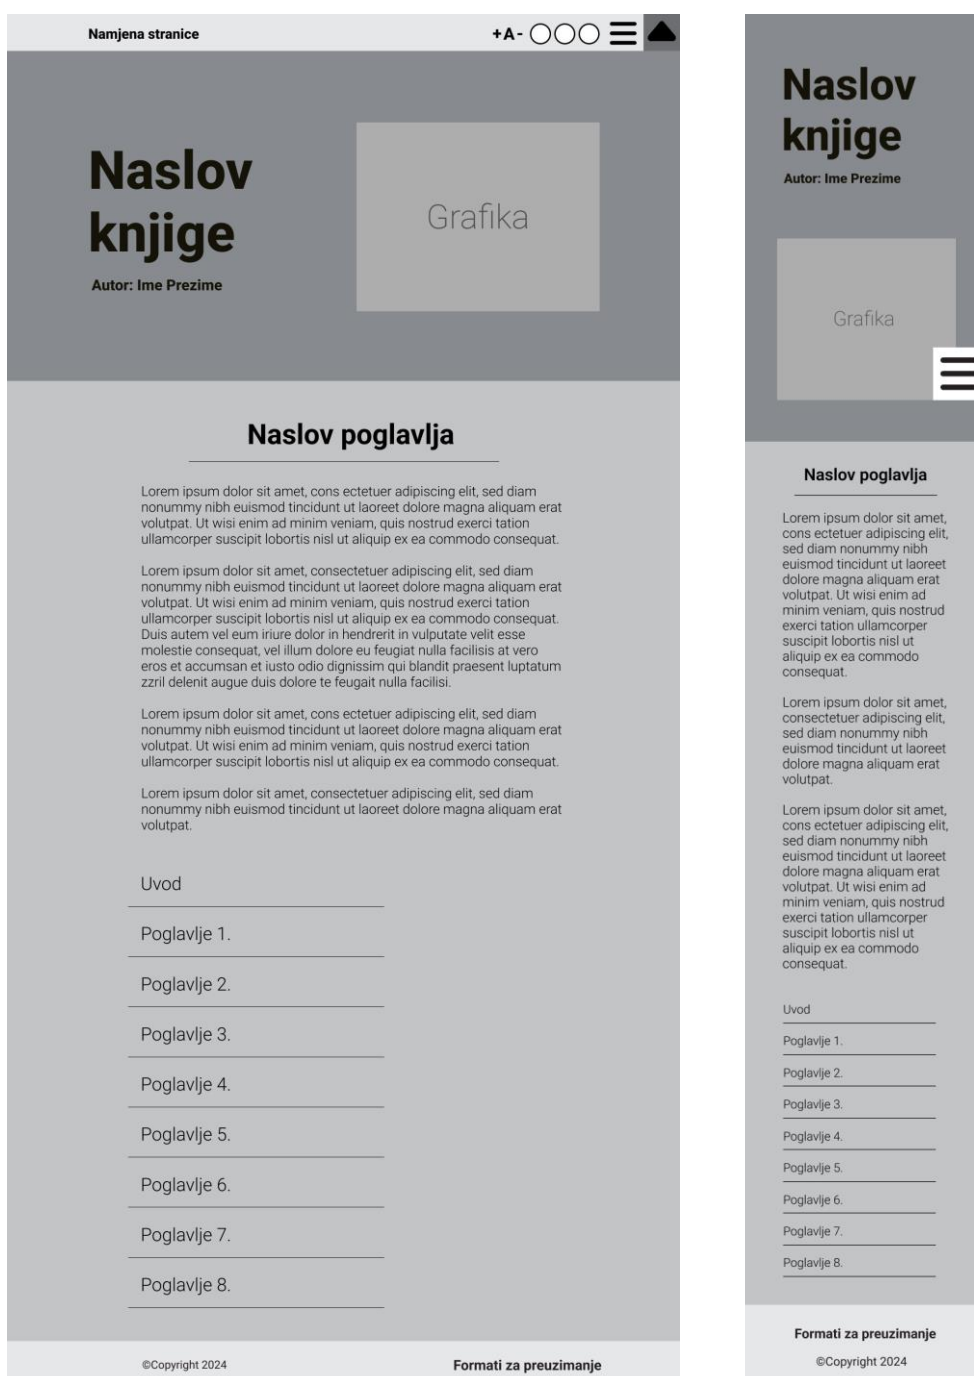 Namjena stranice
+A-
Naslov
knjige
Autor: Ime Prezime
Grafika
Naslov poglavlja
Lorem ipsum dolor sit amet, cons ectetuer adipiscing elit, sed diam
nonummy nibh euismod tincidunt ut laoreet dolore magna aliquam erat
volutpat. Ut wisi enim ad minim veniam, quis nostrud exerci tation
ullamcorper suscipit lobortis nisl ut aliquip ex ea commodo consequat.
Lorem ipsum dolor sit amet, consectetuer adipiscing elit, sed diam
nonummy nibh euismod tincidunt ut laoreet dolore magna aliquam erat
volutpat. Ut wisi enim ad minim veniam, quis nostrud exerci tation
ullamcorper suscipit lobortis nisl ut aliquip ex ea commodo consequat.
Duis autem vel eum iriure dolor in hendrerit in vulputate velit esse
molestie consequat, vel illum dolore eu feugiat nulla facilisis at vero
eros et accumsan et iusto odio dignissim qui blandit praesent luptatum
zzril delenit augue duis dolore te feugait nulla facilisi.
Lorem ipsum dolor sit amet, cons ectetuer adipiscing elit, sed diam
nonummy nibh euismod tincidunt ut laoreet dolore magna aliquam erat
volutpat. Ut wisi enim ad minim veniam, quis nostrud exerci tation
ullamcorper suscipit lobortis nisl ut aliquip ex ea commodo consequat.
Lorem ipsum dolor sit amet, consectetuer adipiscing elit, sed diam
nonummy nibh euismod tincidunt ut laoreet dolore magna aliquam erat
volutpat.
Uvod
Poglavlje 1.
Poglavlje 2.
Poglavlje 3.
Poglavlje 4.
Poglavlje 5.
Poglavlje 6.
Poglavlje 7.
Poglavlje 8.
©Copyright 2024
Formati za preuzimanje
Naslov
knjige
Autor: Ime Prezime
Grafika
Naslov poglavlja
Lorem ipsum dolor sit amet,
cons ectetuer adipiscing elit,
sed diam nonummy nibh
euismod tincidunt ut laoreet
dolore magna aliquam erat
volutpat. Ut wisi enim ad
minim veniam, quis nostrud
exerci tation ullamcorper
suscipit lobortis nisl ut
aliquip ex ea commodo
consequat.
Lorem ipsum dolor sit amet,
consectetuer adipiscing elit,
sed diam nonummy nibh
euismod tincidunt ut laoreet
dolore magna aliquam erat
volutpat.
Lorem ipsum dolor sit amet,
cons ectetuer adipiscing elit,
sed diam nonummy nibh
euismod tincidunt ut laoreet
dolore magna aliquam erat
volutpat. Ut wisi enim ad
minim veniam, quis nostrud
exerci tation ullamcorper
suscipit lobortis nisl ut
aliquip ex ea commodo
consequat.
Uvod
Poglavlje 1.
Poglavlje 2.
Poglavlje 3.
Poglavlje 4.
Poglavlje 5.
Poglavlje 6.
Poglavlje 7.
Poglavlje 8.
Formati za preuzimanje
©Copyright 2024